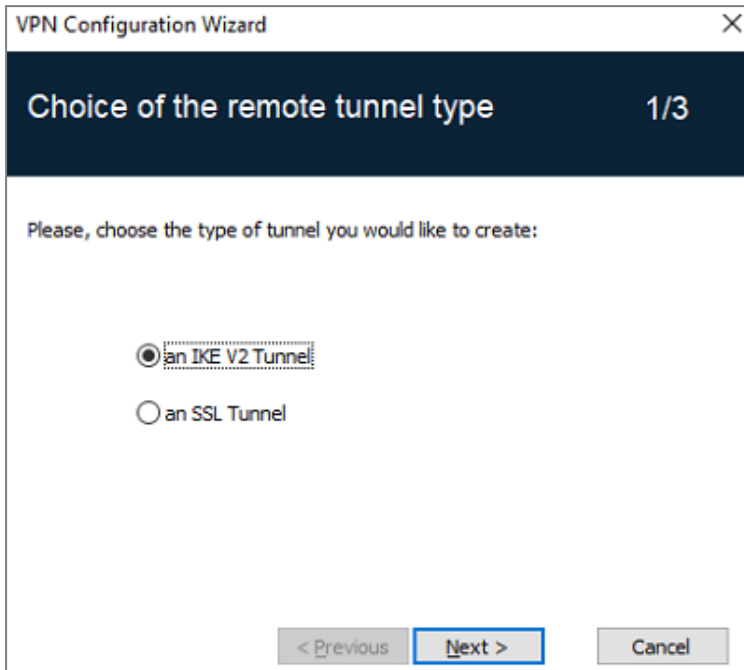 VPN Configuration Wizard
Choice of the remote tunnel type 1/3
Please, choose the type of tunnel you would like to create:
an IKE V2 Tunnel
an SSL Tunnel
< Previous Next > Cancel